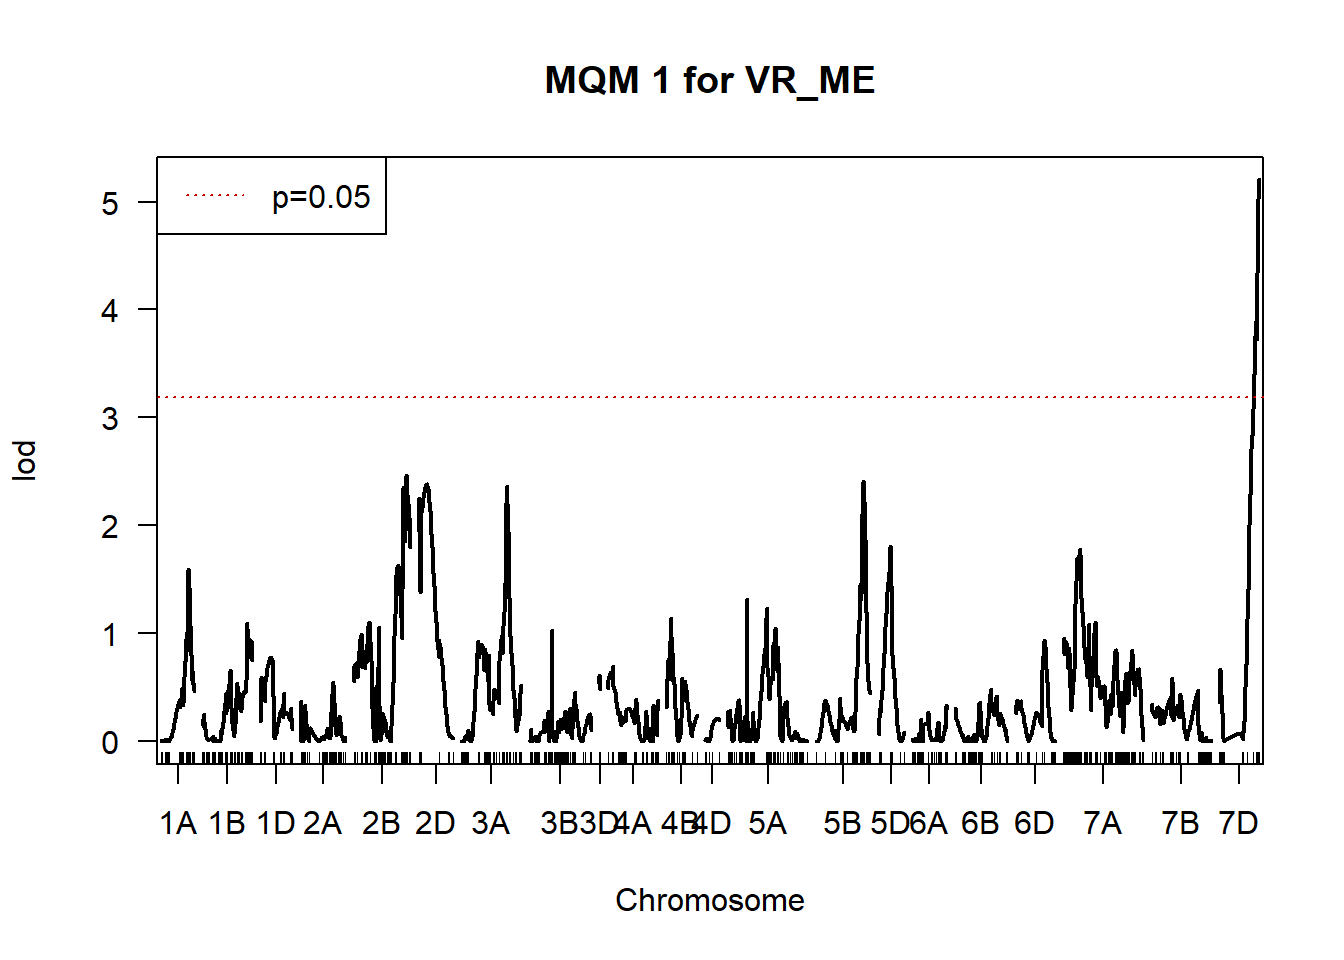 MQM 1 for VR_ME
p=0.05
5
4
3
2
1
0
lod
1A 1B 1D 2A 2B 2D 3A 3B 3D 4A 4B 4D 5A 5B 5D 6A 6B 6D 7A 7B 7D
Chromosome